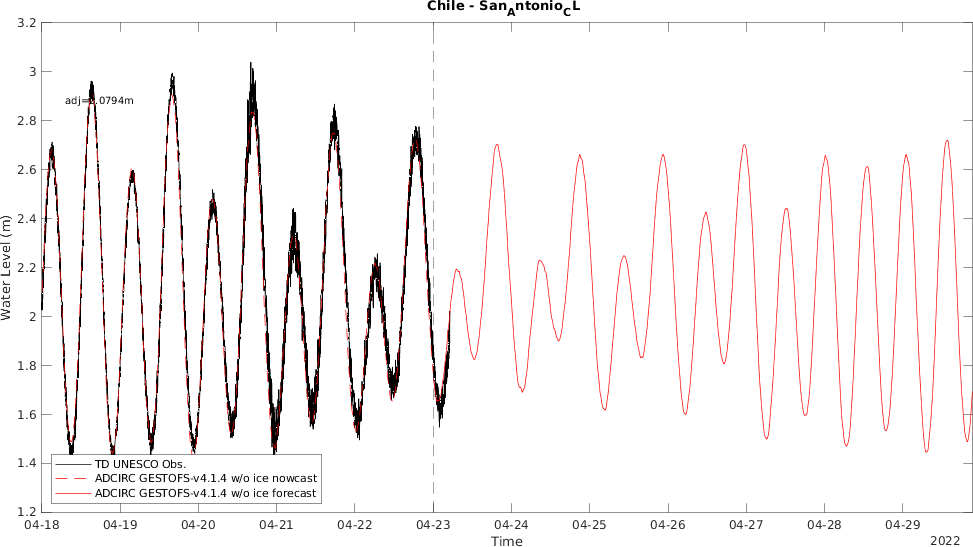 Chile - SanAntonioCL
3.2
3
2.8
2.6
2.4
2.2
2
1.8
1.6
1.4
1.2
Water Level (m)
TD UNESCO Obs.
ADCIRC GESTOFS-v4.1.4 w/o ice nowcast
ADCIRC GESTOFS-v4.1.4 w/o ice forecast
04-18 04-19 04-20 04-21 04-22 04-23 04-24 04-25 04-26 04-27 04-28 04-29
Time
2022